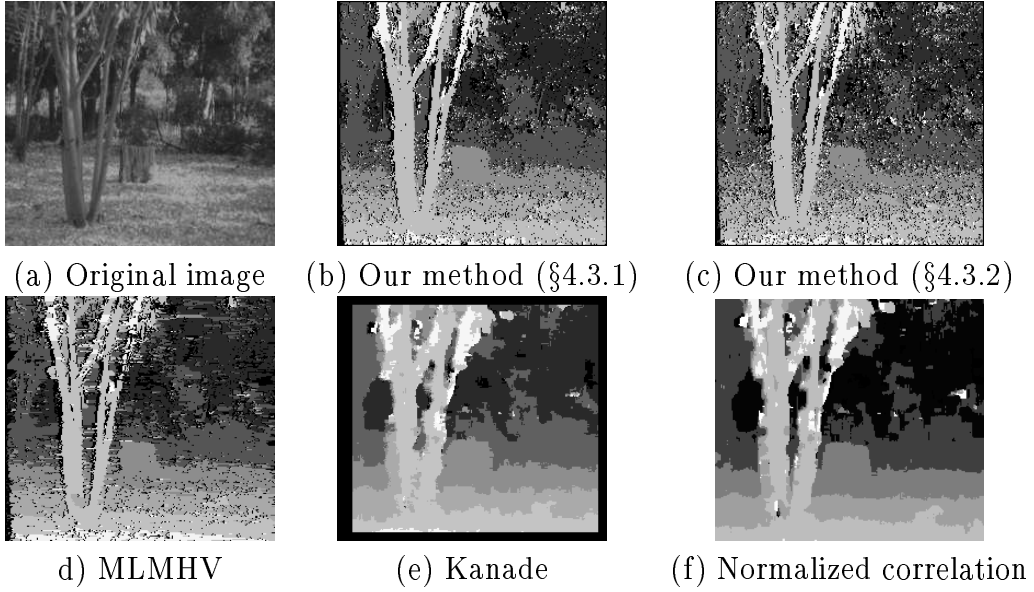 (a) Original image
(b) Our method (§4.3.1)
(c) Our method (§4.3.2)
d) MLMHV
(e) Kanade
(f) Normalized correlation